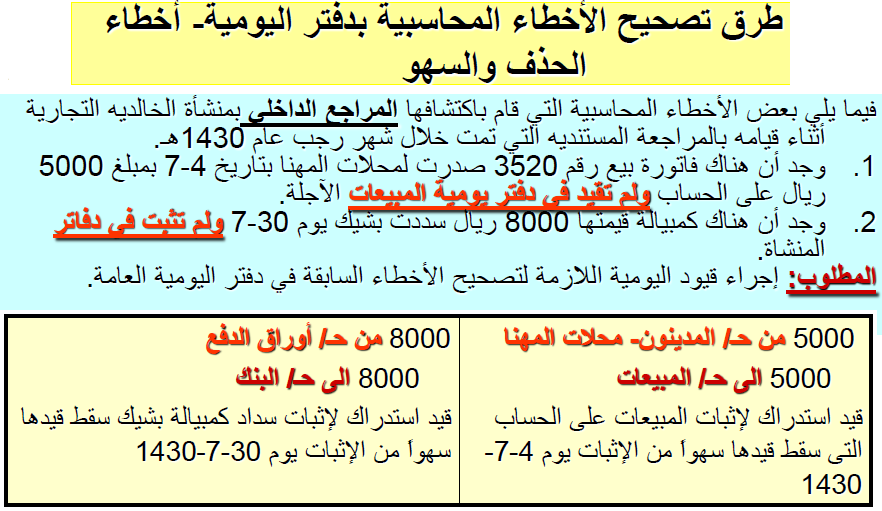 طرق تصحيح الأخطاء المحاسبية بدفتر اليومية- أخطاء
الحذف والسهو
فيما يلي بعض الأخطاء المحاسبية التي قام باكتشافها المراجع الداخلي بمنشأة الخالديه التجارية
أثناء قيامه بالمراجعة المستنديه التي تمت خلال شهر رجب عام 1430هـ.
1. وجد أن هناك فاتورة بيع رقم 3520 صدرت لمحلات المهنا بتاريخ 4-7 بمبلغ 5000
ريال على الحساب ولم تقيد في دفتر يومية المبيعات الآجلة.
2. وجد أن هناك كمبيالة قيمتها 8000 ريال سددت بشيك يوم 30-7 ولم تثبت في دفاتر
المنشاة.
المطلوب: إجراء قيود اليومية اللازمة لتصحيح الأخطاء السابقة في دفتر اليومية العامة.
5000 من حـ/ المدينون- محلات المهنا
5000 الى حـ/ المبيعات
قيد استدراك لإثبات المبيعات على الحساب
التى سقط قيدها سهواً من الإثبات يوم 4-7-
1430
8000 من حـ/ أوراق الدفع
8000 الى حـ/ البنك
قيد استدراك لإثبات سداد كمبيالة بشيك سقط قيدها
سهواً من الإثبات يوم 30-7-1430